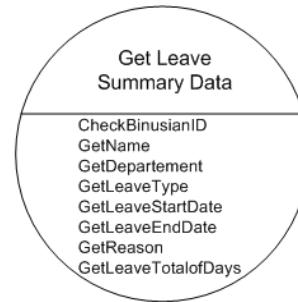 Get Leave
Summary Data
CheckBinusianID
GetName
GetDepartement
GetLeaveType
GetLeaveStartDate
GetLeaveEndDate
GetReason
GetLeaveTotalofDays